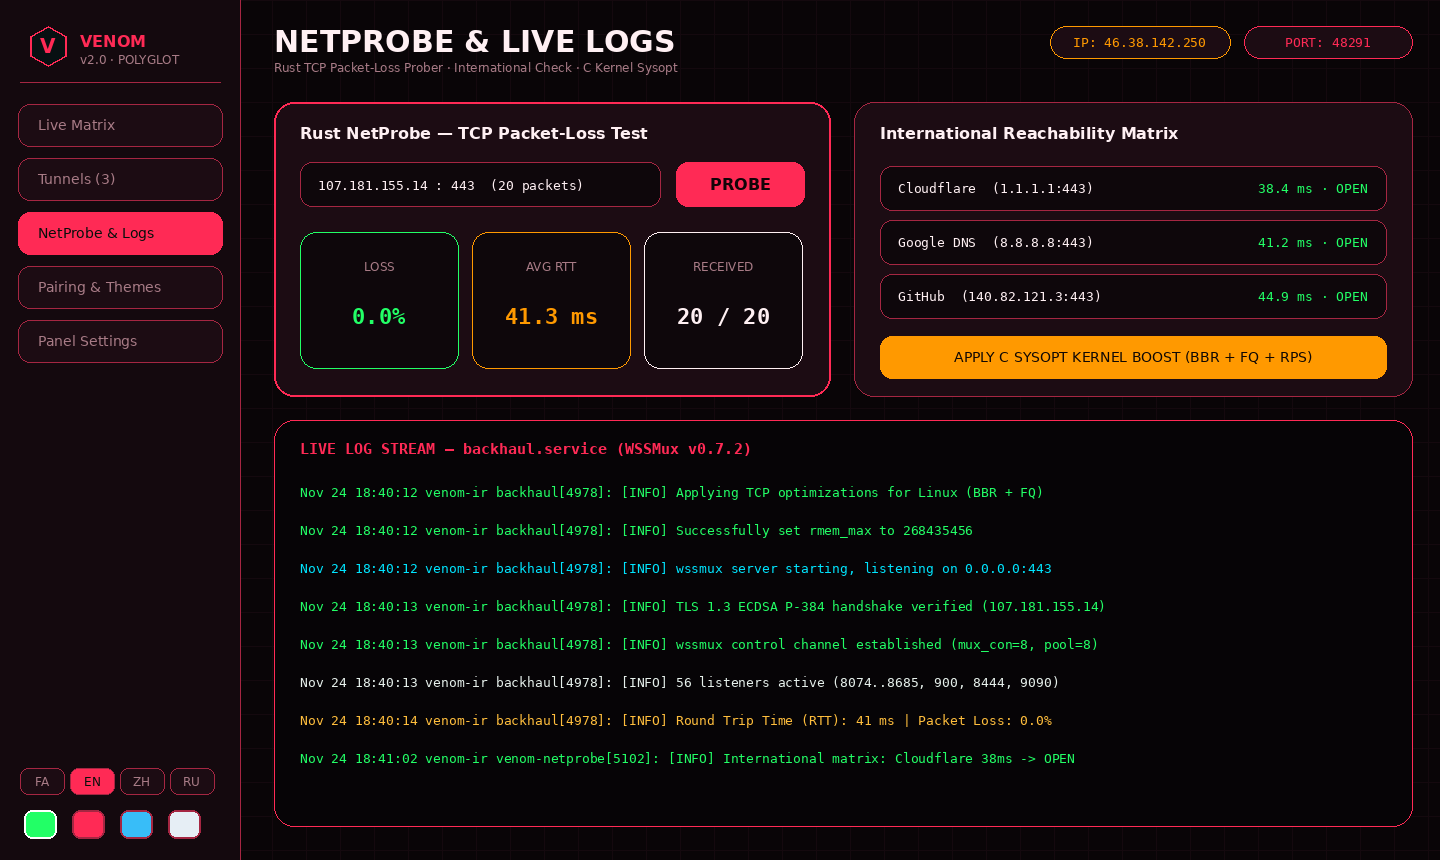 V
VENOM
v2.0 · POLYGLOT
Live Matrix
Tunnels (3)
NetProbe & Logs
Pairing & Themes
Panel Settings
FA EN ZH RU
NETPROBE & LIVE LOGS
Rust TCP Packet-Loss Prober · International Check · C Kernel Sysopt
IP: 46.38.142.250
PORT: 48291
Rust NetProbe — TCP Packet-Loss Test
107.181.155.14 : 443  (20 packets)
PROBE
LOSS
0.0%
AVG RTT
41.3 ms
RECEIVED
20 / 20
International Reachability Matrix
Cloudflare  (1.1.1.1:443) 38.4 ms · OPEN
Google DNS  (8.8.8.8:443) 41.2 ms · OPEN
GitHub  (140.82.121.3:443) 44.9 ms · OPEN
APPLY C SYSOPT KERNEL BOOST (BBR + FQ + RPS)
LIVE LOG STREAM — backhaul.service (WSSMux v0.7.2)
Nov 24 18:40:12 venom-ir backhaul[4978]: [INFO] Applying TCP optimizations for Linux (BBR + FQ)
Nov 24 18:40:12 venom-ir backhaul[4978]: [INFO] Successfully set rmem_max to 268435456
Nov 24 18:40:12 venom-ir backhaul[4978]: [INFO] wssmux server starting, listening on 0.0.0.0:443
Nov 24 18:40:13 venom-ir backhaul[4978]: [INFO] TLS 1.3 ECDSA P-384 handshake verified (107.181.155.14)
Nov 24 18:40:13 venom-ir backhaul[4978]: [INFO] wssmux control channel established (mux_con=8, pool=8)
Nov 24 18:40:13 venom-ir backhaul[4978]: [INFO] 56 listeners active (8074..8685, 900, 8444, 9090)
Nov 24 18:40:14 venom-ir backhaul[4978]: [INFO] Round Trip Time (RTT): 41 ms | Packet Loss: 0.0%
Nov 24 18:41:02 venom-ir venom-netprobe[5102]: [INFO] International matrix: Cloudflare 38ms -> OPEN